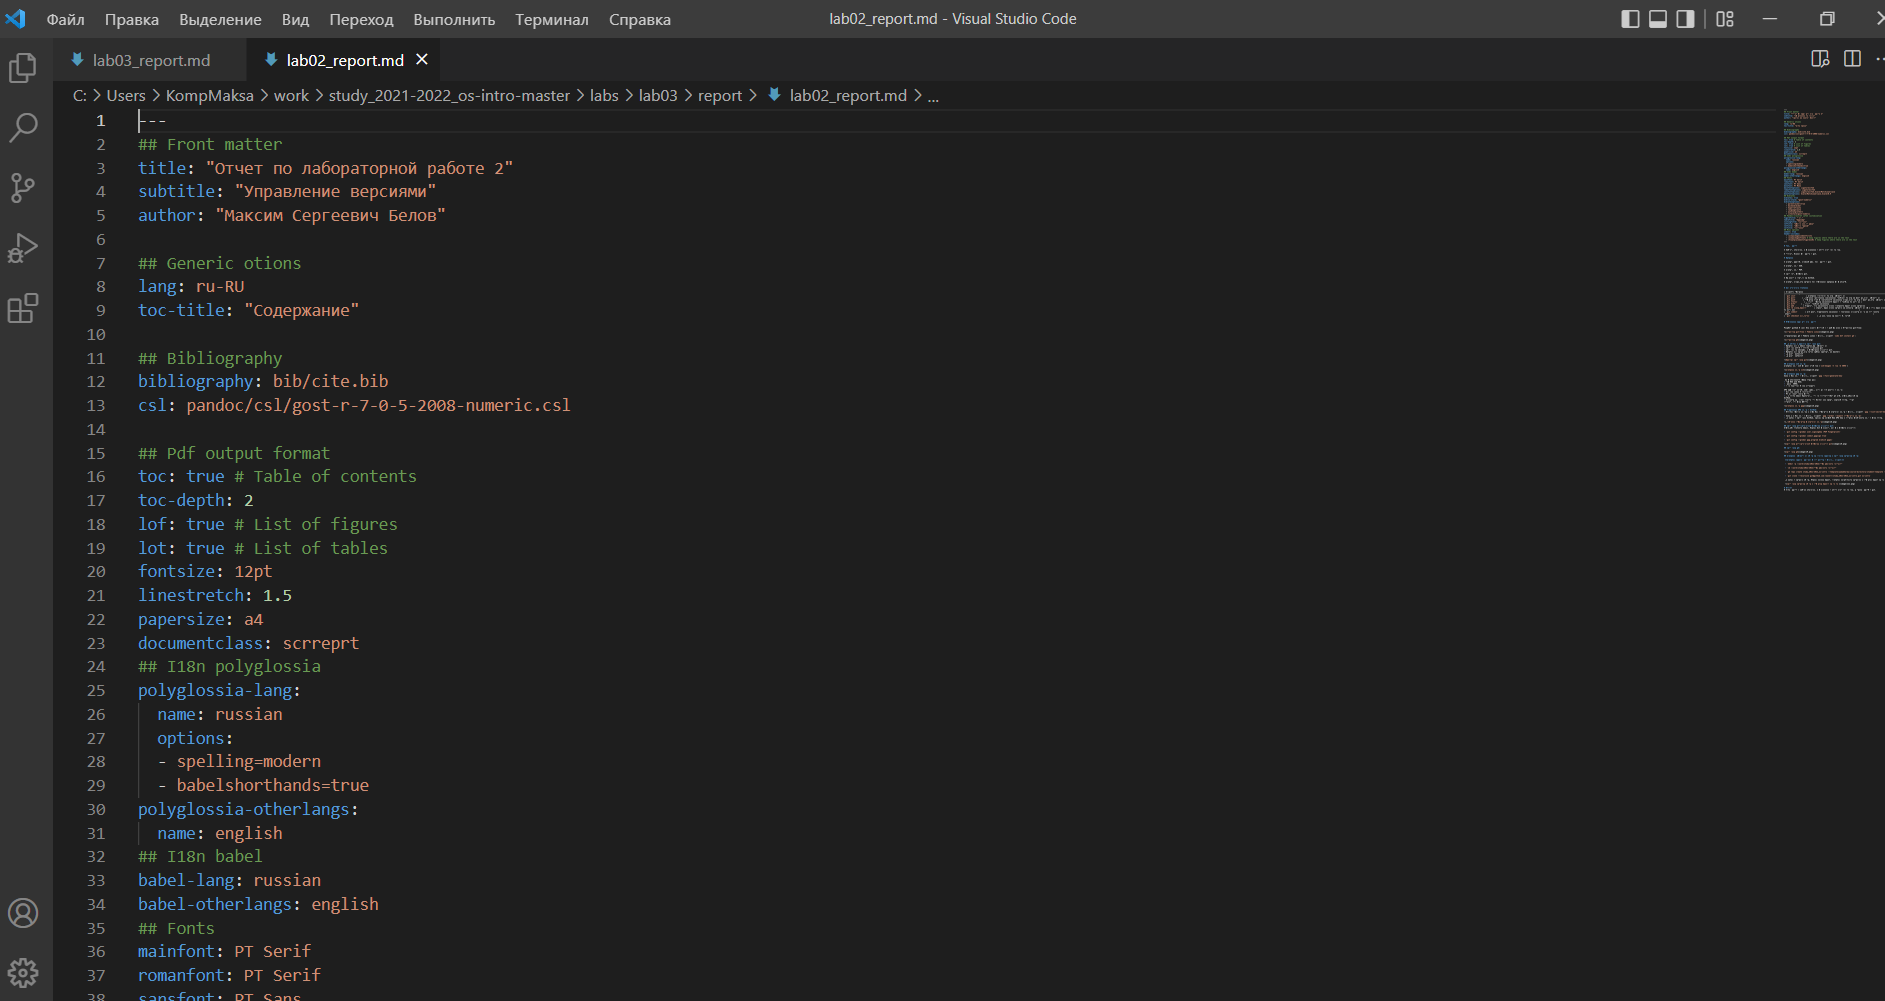 Файл Правка Выделение Вид Переход Выполнить Терминал Справка lab02_report.md - Visual Studio Code
lab03_report.md lab02_report.md
C: > Users > KompMaksa > work > study_2021-2022_os-intro-master > labs > lab03 > report > lab02_report.md > ...
1 ---
2 ## Front matter
3 title: "Отчет по лабораторной работе 2"
4 subtitle: "Управление версиями"
5 author: "Максим Сергеевич Белов"
6
7 ## Generic otions
8 lang: ru-RU
9 toc-title: "Содержание"
10
11 ## Bibliography
12 bibliography: bib/cite.bib
13 csl: pandoc/csl/gost-r-7-0-5-2008-numeric.csl
14
15 ## Pdf output format
16 toc: true # Table of contents
17 toc-depth: 2
18 lof: true # List of figures
19 lot: true # List of tables
20 fontsize: 12pt
21 linestretch: 1.5
22 papersize: a4
23 documentclass: scrreprt
24 ## I18n polyglossia
25 polyglossia-lang:
26 name: russian
27 options:
28 - spelling=modern
29 - babelshorthands=true
30 polyglossia-otherlangs:
31 name: english
32 ## I18n babel
33 babel-lang: russian
34 babel-otherlangs: english
35 ## Fonts
36 mainfont: PT Serif
37 romanfont: PT Serif
38 sansfont: PT Sans